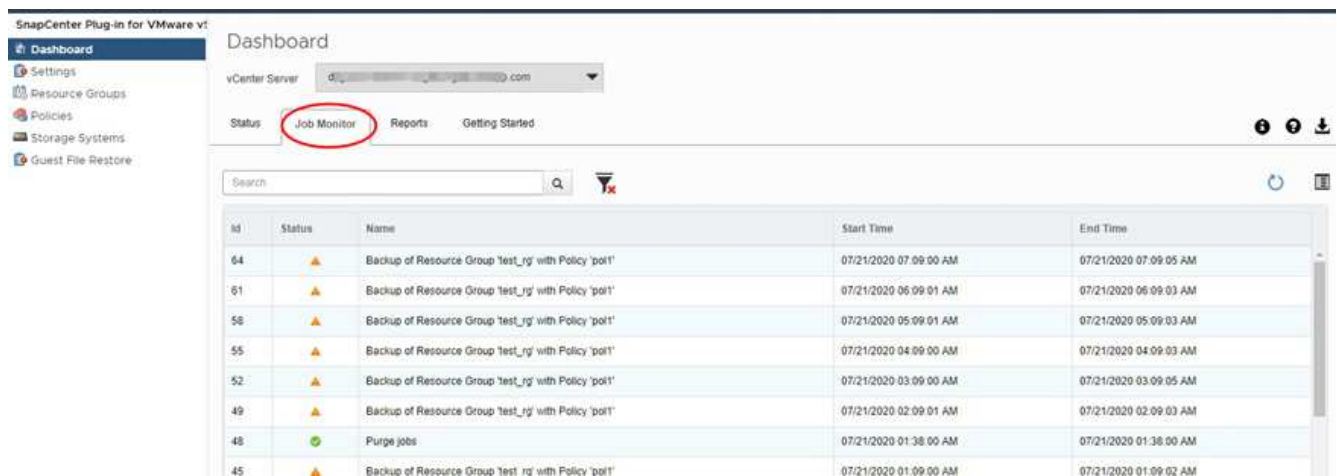 SnapCenter Plug-in for VMware vS
Dashboard
Settings
Resource Groups
Policies
Storage Systems
Guest File Restore
Dashboard
vCenter Server
.com
Status Job Monitor Reports Getting Started
Search
Id Status Name Start Time End Time
64 Backup of Resource Group 'test_rg' with Policy 'pol1' 07/21/2020 07:09:00 AM 07/21/2020 07:09:05 AM
61 Backup of Resource Group 'test_rg' with Policy 'pol1' 07/21/2020 06:09:01 AM 07/21/2020 06:09:03 AM
58 Backup of Resource Group 'test_rg' with Policy 'pol1' 07/21/2020 05:09:01 AM 07/21/2020 05:09:03 AM
55 Backup of Resource Group 'test_rg' with Policy 'pol1' 07/21/2020 04:09:00 AM 07/21/2020 04:09:03 AM
52 Backup of Resource Group 'test_rg' with Policy 'pol1' 07/21/2020 03:09:00 AM 07/21/2020 03:09:05 AM
49 Backup of Resource Group 'test_rg' with Policy 'pol1' 07/21/2020 02:09:01 AM 07/21/2020 02:09:03 AM
48 Purge jobs 07/21/2020 01:38:00 AM 07/21/2020 01:38:00 AM
45 Backup of Resource Group 'test_rg' with Policy 'pol1' 07/21/2020 01:09:00 AM 07/21/2020 01:09:02 AM